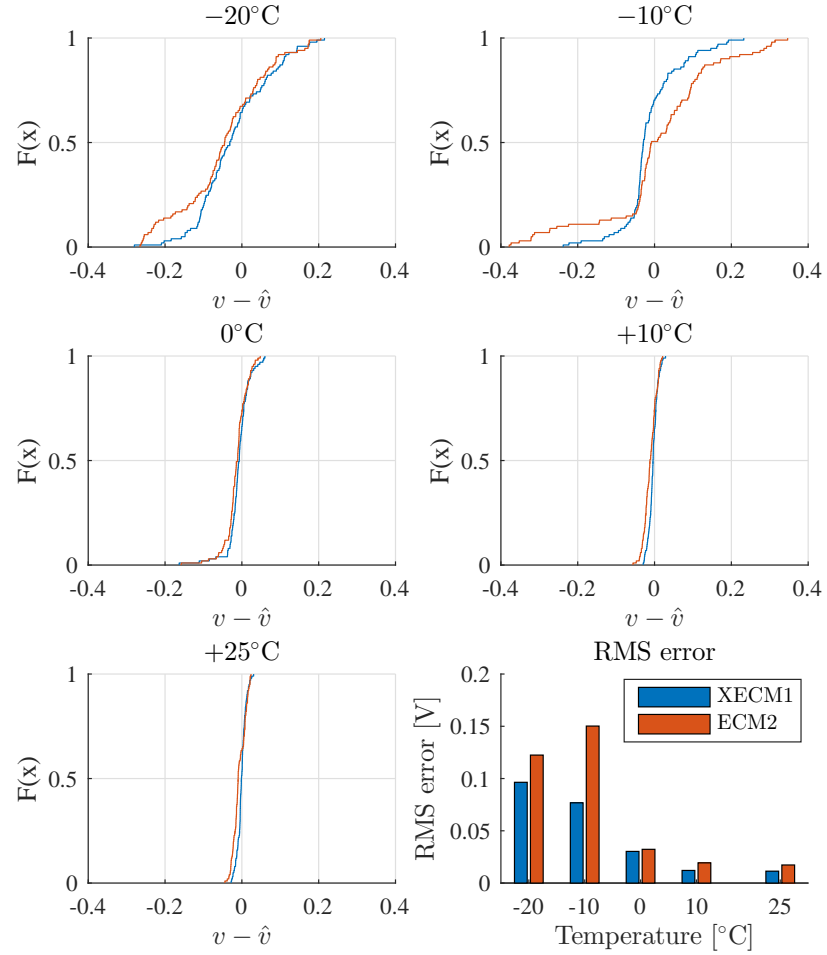 −20°C
1
0.5
0
F(x)
-0.4
-0.2
0
0.2
0.4
v − v̂
−10°C
1
0.5
0
F(x)
-0.4
-0.2
0
0.2
0.4
v − v̂
0°C
1
0.5
0
F(x)
-0.4
-0.2
0
0.2
0.4
v − v̂
+10°C
1
0.5
0
F(x)
-0.4
-0.2
0
0.2
0.4
v − v̂
+25°C
1
0.5
0
F(x)
-0.4
-0.2
0
0.2
0.4
v − v̂
RMS error
0.2
0.15
0.1
0.05
0
RMS error [V]
XECM1
ECM2
-20
-10
0
10
25
Temperature [°C]